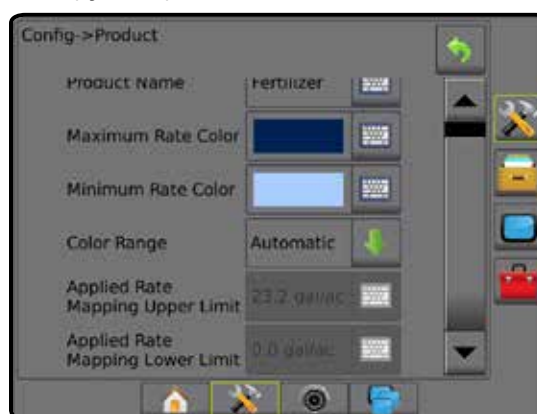 Config->Product
Product Name Fertilizer
Maximum Rate Color
Minimum Rate Color
Color Range Automatic
Applied Rate
Mapping Upper Limit 23.2 gal/ac
Applied Rate
Mapping Lower Limit 0.0 gal/ac